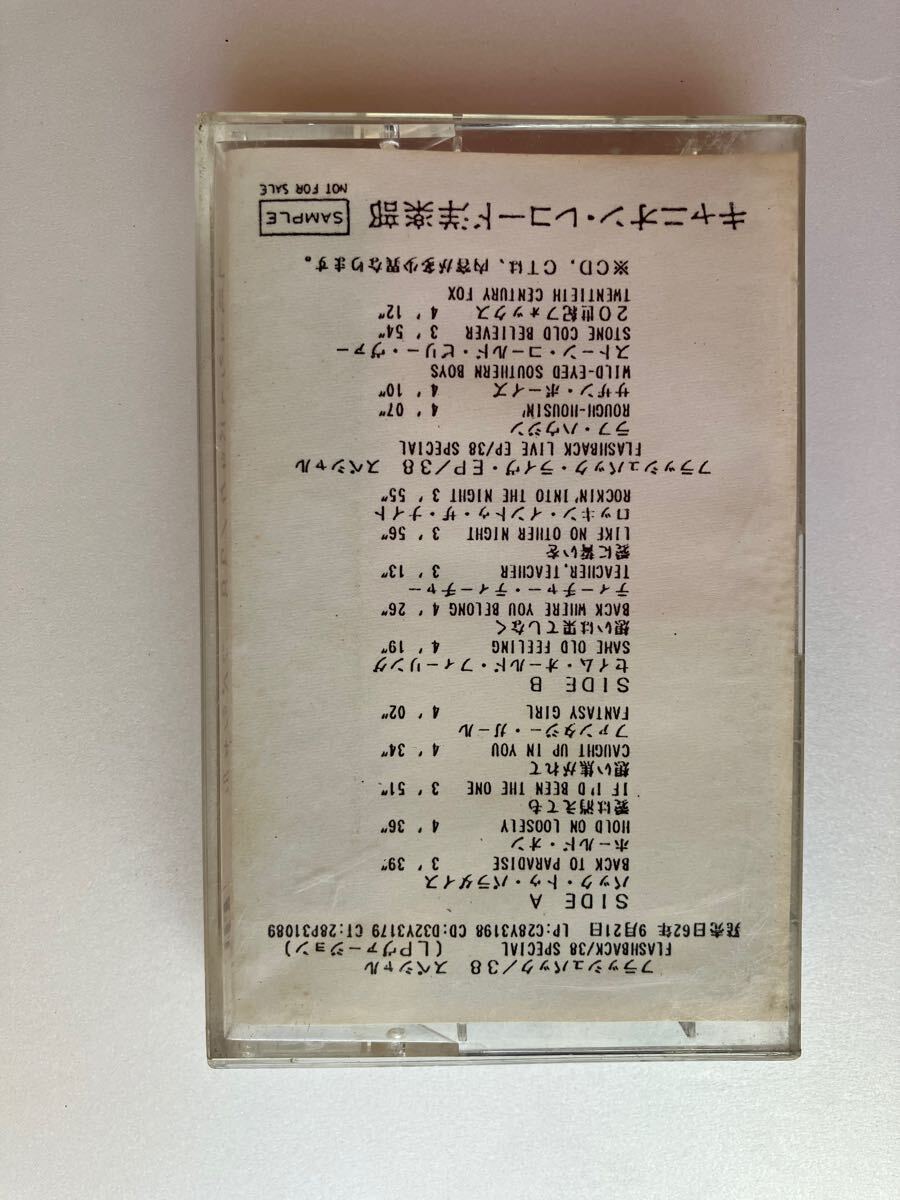 フラッシュバック/38 スペシャル
FLASHBACK/38 SPECIAL (LPヴァージョン)
発売日62年 9月21日 LP:C28Y3198 CD:D32Y3179 CT:28P31089
SIDE A
バック・トゥ・パラダイス
BACK TO PARADISE 3'39"
ホールド・オン
HOLD ON LOOSELY 4'36"
愛は消えても
IF I'D BEEN THE ONE 3'51"
想い焦がれて
CAUGHT UP IN YOU 4'34"
ファンタジー・ガール
FANTASY GIRL 4'02"
SIDE B
セイム・オールド・フィーリング
SAME OLD FEELING 4'19"
想いは果てしなく
BACK WHERE YOU BELONG 4'26"
ティーチャー・ティーチャー
TEACHER,TEACHER 3'13"
愛に誓いを
LIKE NO OTHER NIGHT 3'56"
ロッキン・イントゥ・ザ・ナイト
ROCKIN'INTO THE NIGHT 3'55"
フラッシュバック・ライヴ・EP/38 スペシャル
FLASHBACK LIVE EP/38 SPECIAL
ラフ・ハウジン
ROUGH-HOUSIN' 4'07"
サザン・ボーイズ 4'10"
WILD-EYED SOUTHERN BOYS
ストーン・コールド・ビリー・ヴァー
STONE COLD BELIEVER 3'54"
20世紀フォックス 4'12"
TWENTIETH CENTURY FOX
※CD,CTは、内容が多少異なります。
キャニオン・レコード洋楽部 SAMPLE
NOT FOR SALE